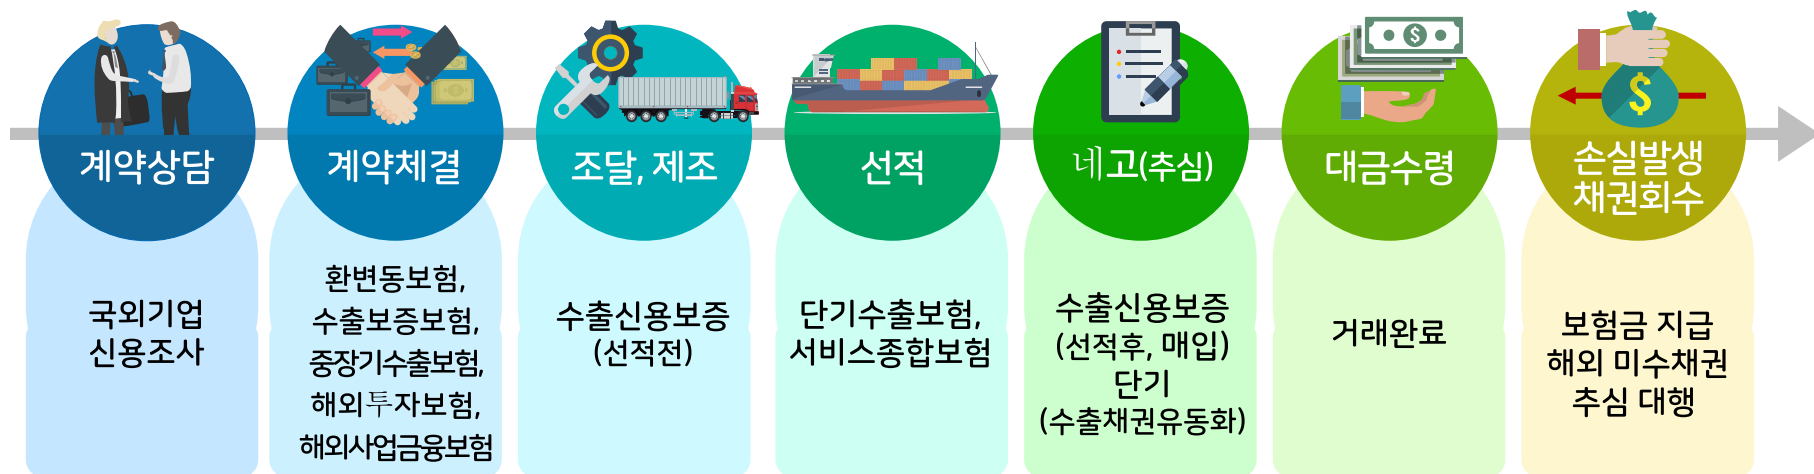 계약상담
국외기업
신용조사
계약체결
환변동보험,
수출보증보험,
중장기수출보험,
해외투자보험,
해외사업금융보험
조달, 제조
수출신용보증
(선적전)
선적
단기수출보험,
서비스종합보험
네고(추심)
수출신용보증
(선적후, 매입)
단기
(수출채권유동화)
대금수령
거래완료
손실발생
채권회수
보험금 지급
해외 미수채권
추심 대행